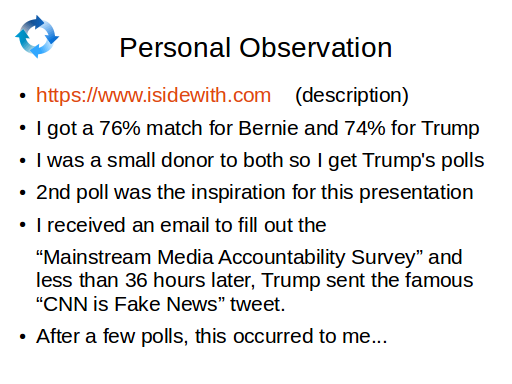 Personal Observation
• https://www.isidewith.com (description)
• I got a 76% match for Bernie and 74% for Trump
• I was a small donor to both so I get Trump's polls
• 2nd poll was the inspiration for this presentation
• I received an email to fill out the
“Mainstream Media Accountability Survey” and
less than 36 hours later, Trump sent the famous
“CNN is Fake News” tweet.
• After a few polls, this occurred to me...